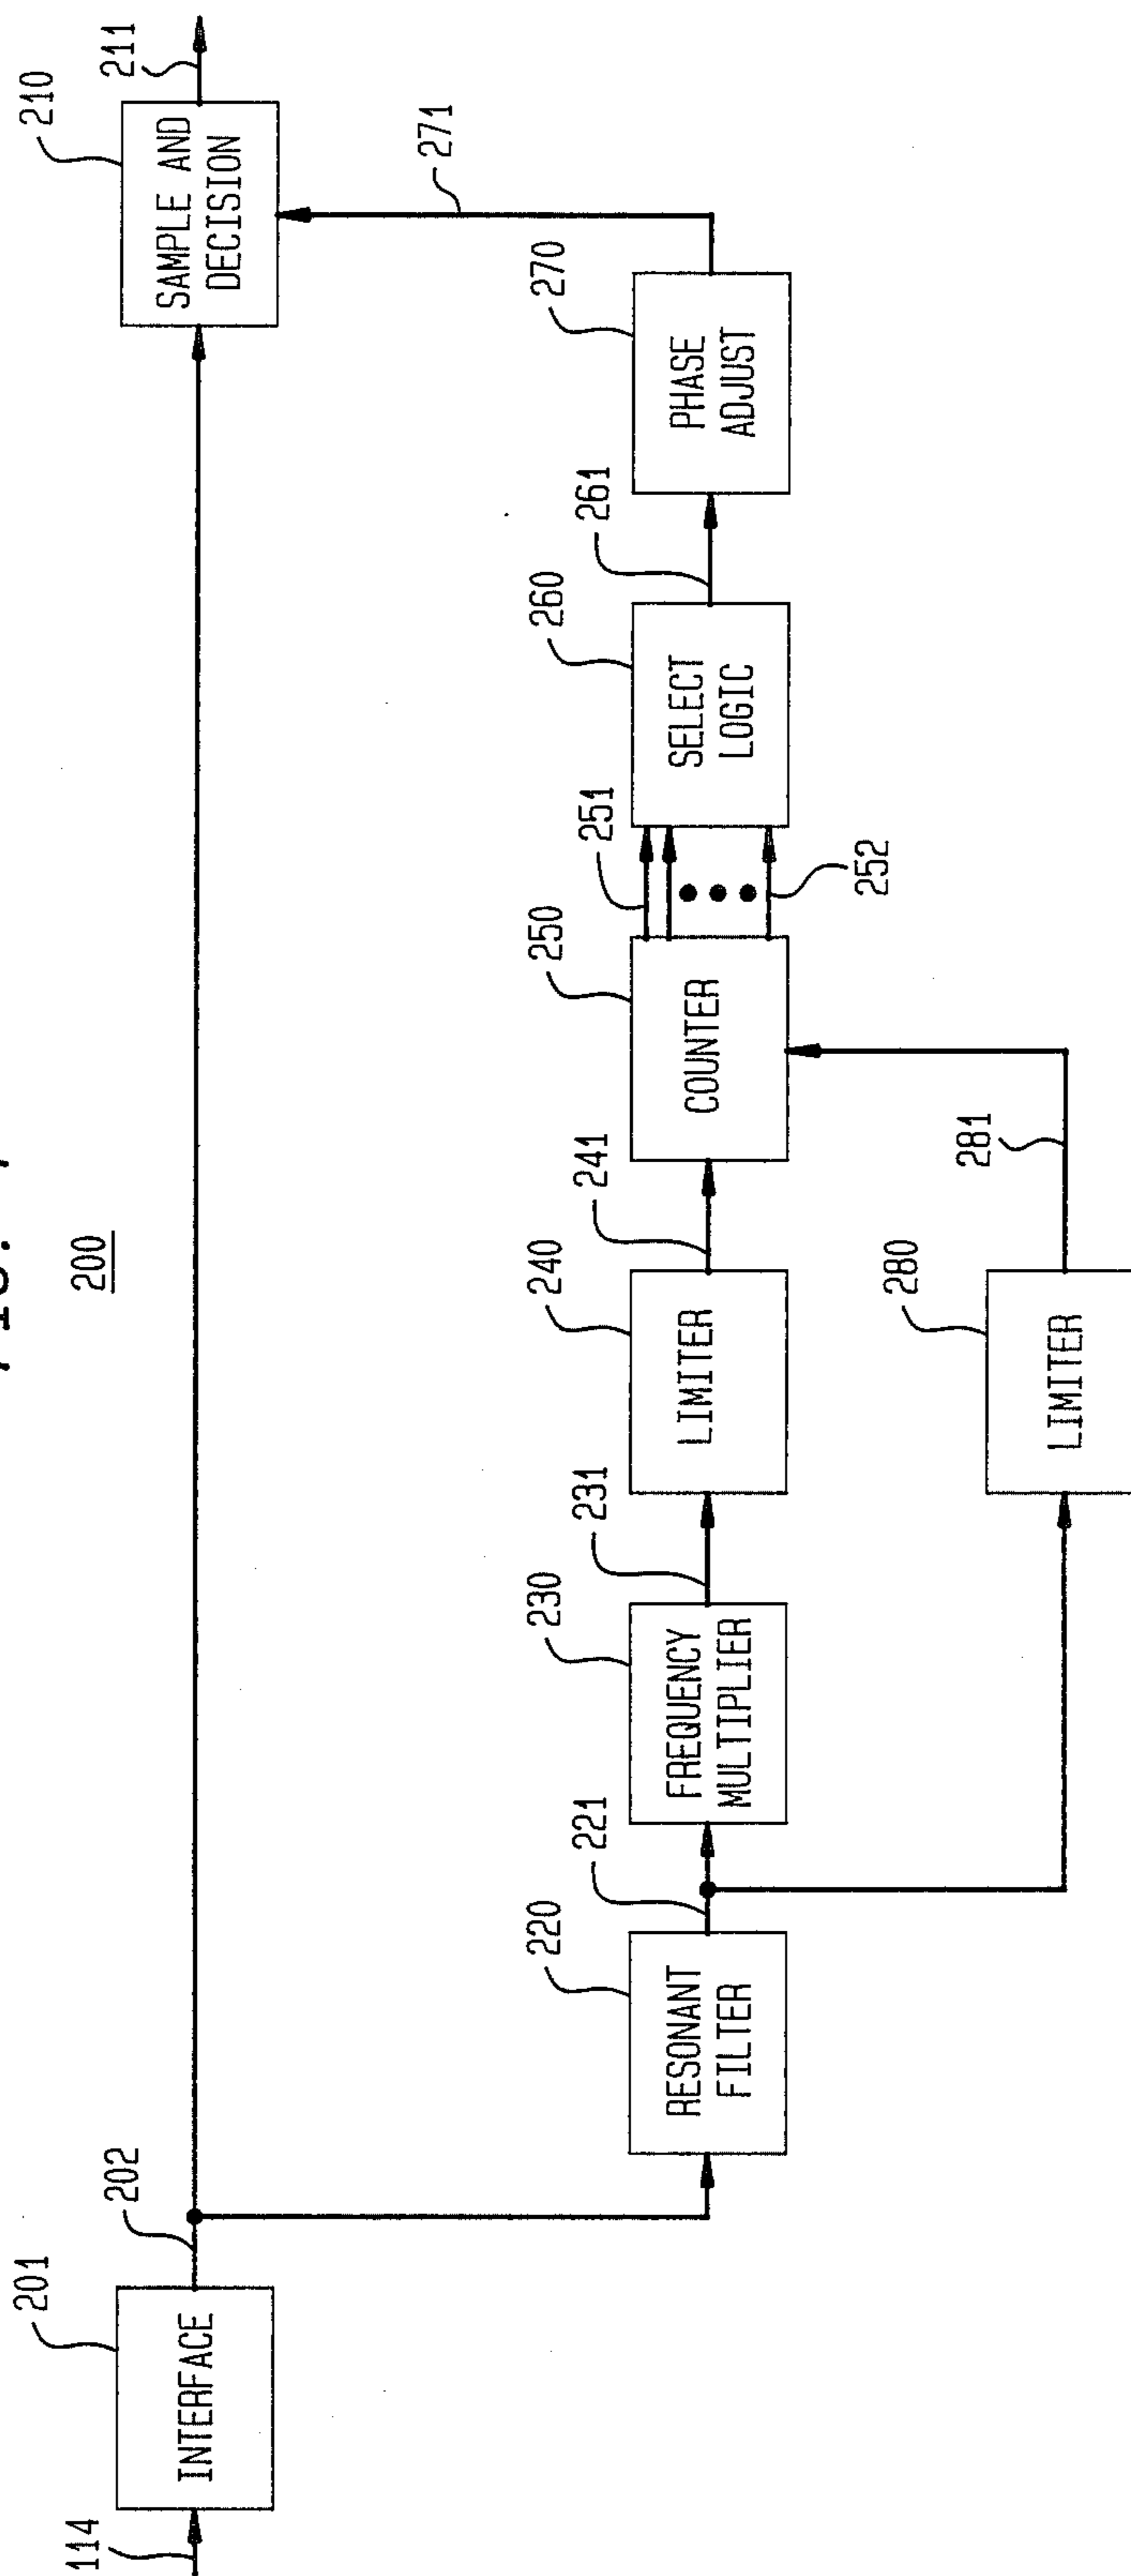 200
114
201
INTERFACE
202
210
SAMPLE AND
DECISION
211
271
220
RESONANT
FILTER
221
230
FREQUENCY
MULTIPLIER
231
240
LIMITER
241
250
COUNTER
251
252
260
SELECT
LOGIC
261
270
PHASE
ADJUST
280
LIMITER
281